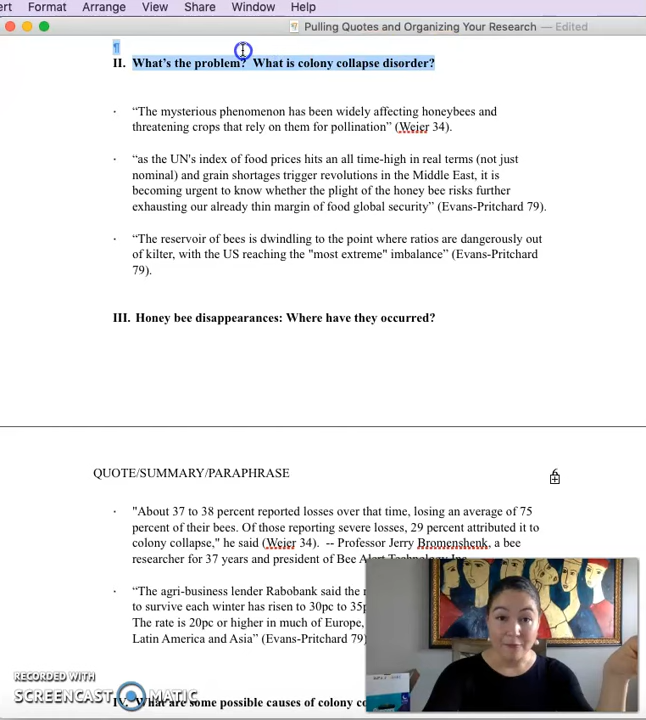 ert Format Arrange View Share Window Help
Pulling Quotes and Organizing Your Research — Edited
II. What's the problem? What is colony collapse disorder?
· “The mysterious phenomenon has been widely affecting honeybees and
threatening crops that rely on them for pollination” (Weier 34).
· “as the UN's index of food prices hits an all time-high in real terms (not just
nominal) and grain shortages trigger revolutions in the Middle East, it is
becoming urgent to know whether the plight of the honey bee risks further
exhausting our already thin margin of food global security” (Evans-Pritchard 79).
· “The reservoir of bees is dwindling to the point where ratios are dangerously out
of kilter, with the US reaching the "most extreme" imbalance” (Evans-Pritchard
79).
III. Honey bee disappearances: Where have they occurred?
QUOTE/SUMMARY/PARAPHRASE 6
· "About 37 to 38 percent reported losses over that time, losing an average of 75
percent of their bees. Of those reporting severe losses, 29 percent attributed it to
colony collapse," he said (Weier 34). -- Professor Jerry Bromenshenk, a bee
researcher for 37 years and president of Bee Alert Technology Inc.
· “The agri-business lender Rabobank said the
to survive each winter has risen to 30pc to 35p
The rate is 20pc or higher in much of Europe,
Latin America and Asia” (Evans-Pritchard 79)
RECORDED WITH
SCREENCAST MATIC
IV. What are some possible causes of colony co